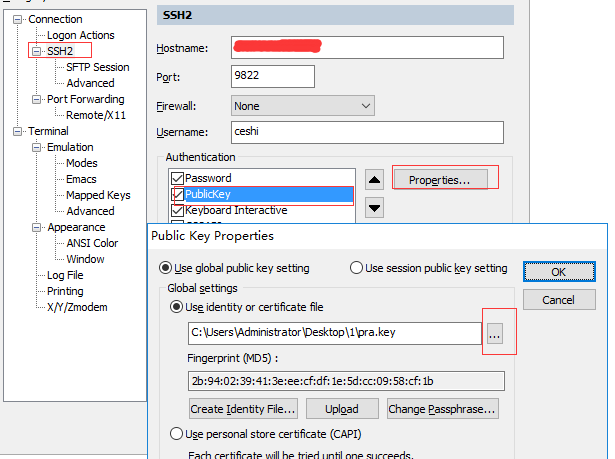 Connection
Logon Actions
SSH2
SFTP Session
Advanced
Port Forwarding
Remote/X11
Terminal
Emulation
Modes
Emacs
Mapped Keys
Advanced
Appearance
ANSI Color
Window
Log File
Printing
X/Y/Zmodem
SSH2
Hostname:
Port: 9822
Firewall: None
Username: ceshi
Authentication
Password
PublicKey
Keyboard Interactive
Properties...
Public Key Properties
Use global public key setting Use session public key setting
OK
Cancel
Global settings
Use identity or certificate file
C:\Users\Administrator\Desktop\1\pra.key ...
Fingerprint (MD5) :
2b:94:02:39:41:3e:ee:cf:df:1e:5d:cc:09:58:cf:1b
Create Identity File... Upload Change Passphrase...
Use personal store certificate (CAPI)
Each certificate will be tried until one succeeds.